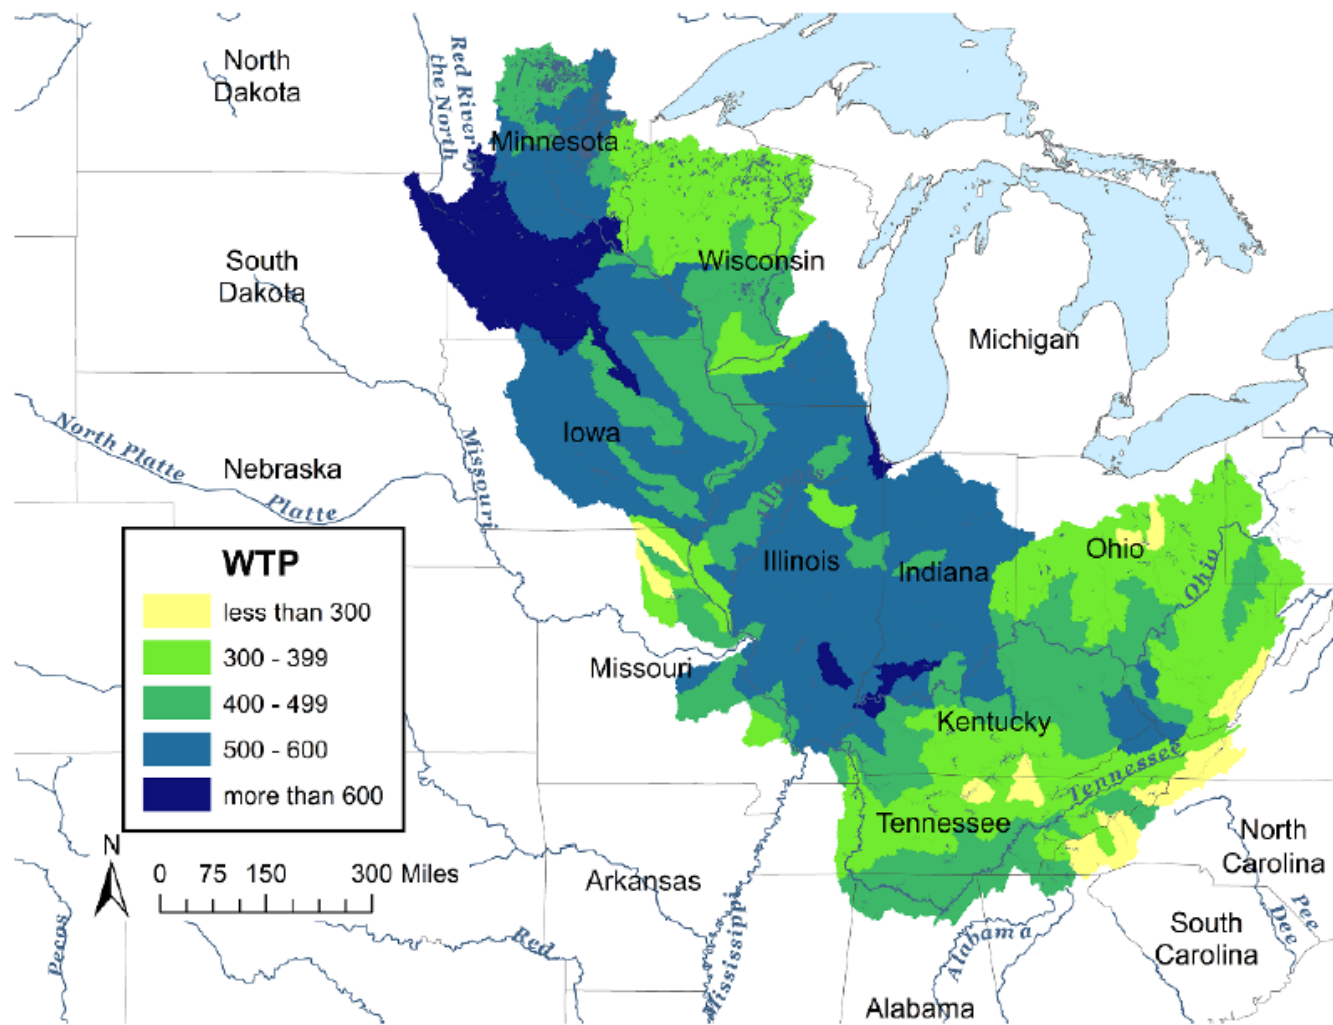 North
Dakota
Red River of
the North
Minnesota
South
Dakota
Wisconsin
Michigan
North Platte
Nebraska
Platte
Missouri
Iowa
Illinois
Illinois
Indiana
Ohio
Ohio
WTP
less than 300
300 - 399
400 - 499
500 - 600
more than 600
Missouri
Kentucky
Tennessee
Tennessee
N
0 75 150 300 Miles
North
Carolina
Arkansas
Mississippi
Pecos
Red
Alabama
South
Carolina
Pee
Dee
Alabama